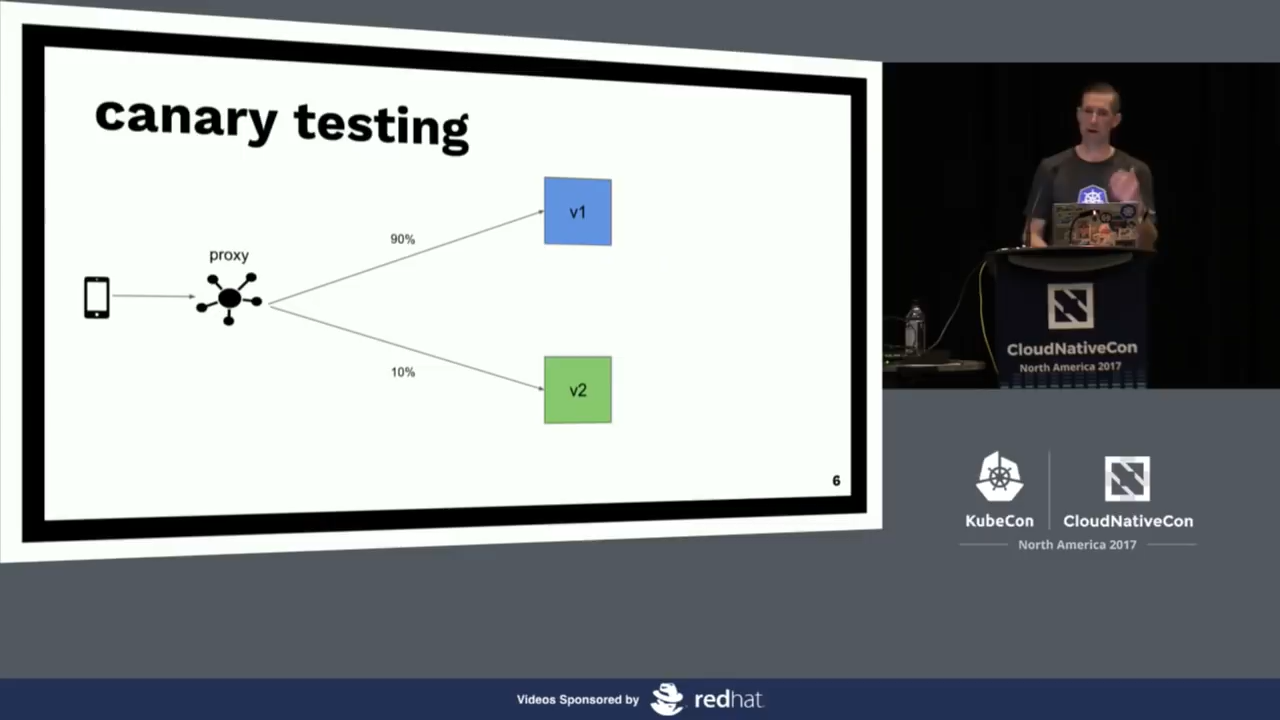 canary testing
proxy
90%
10%
v1
v2
6
CloudNativeCon
North America 2017
KubeCon
CloudNativeCon
North America 2017
Videos Sponsored by
redhat